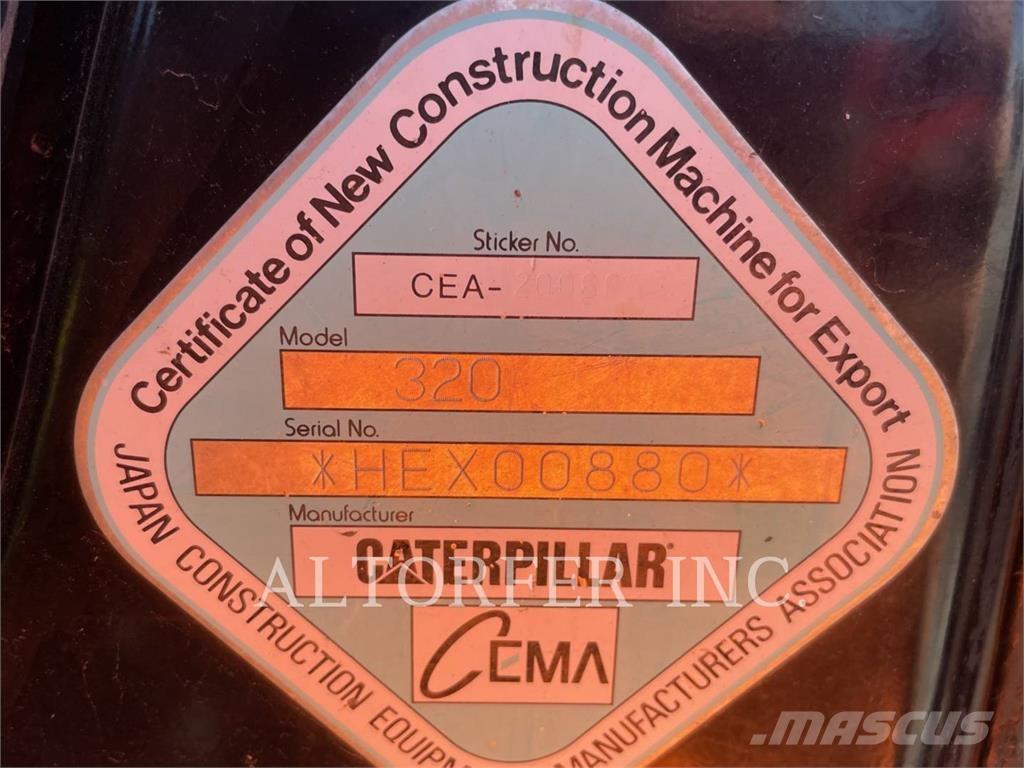 Certificate of New Construction Machine for Export
Sticker No.
CEA-
Model
320
Serial No.
*HEX00880*
Manufacturer
CATERPILLAR
ALTORFER INC.
CEMA
JAPAN CONSTRUCTION MANUFACTURERS ASSOCIATION
MASCUS